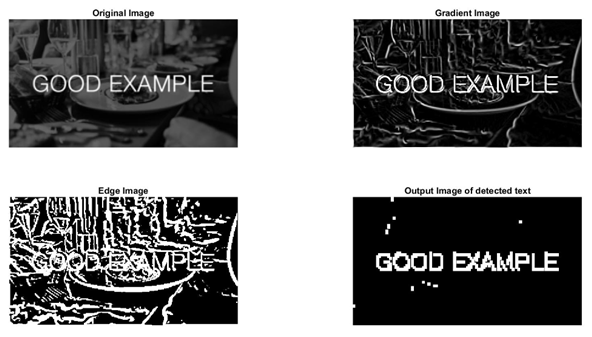 Original Image
Gradient Image
GOOD EXAMPLE
GOOD EXAMPLE
Edge Image
Output Image of detected text
GOOD EXAMPLE
GOOD EXAMPLE